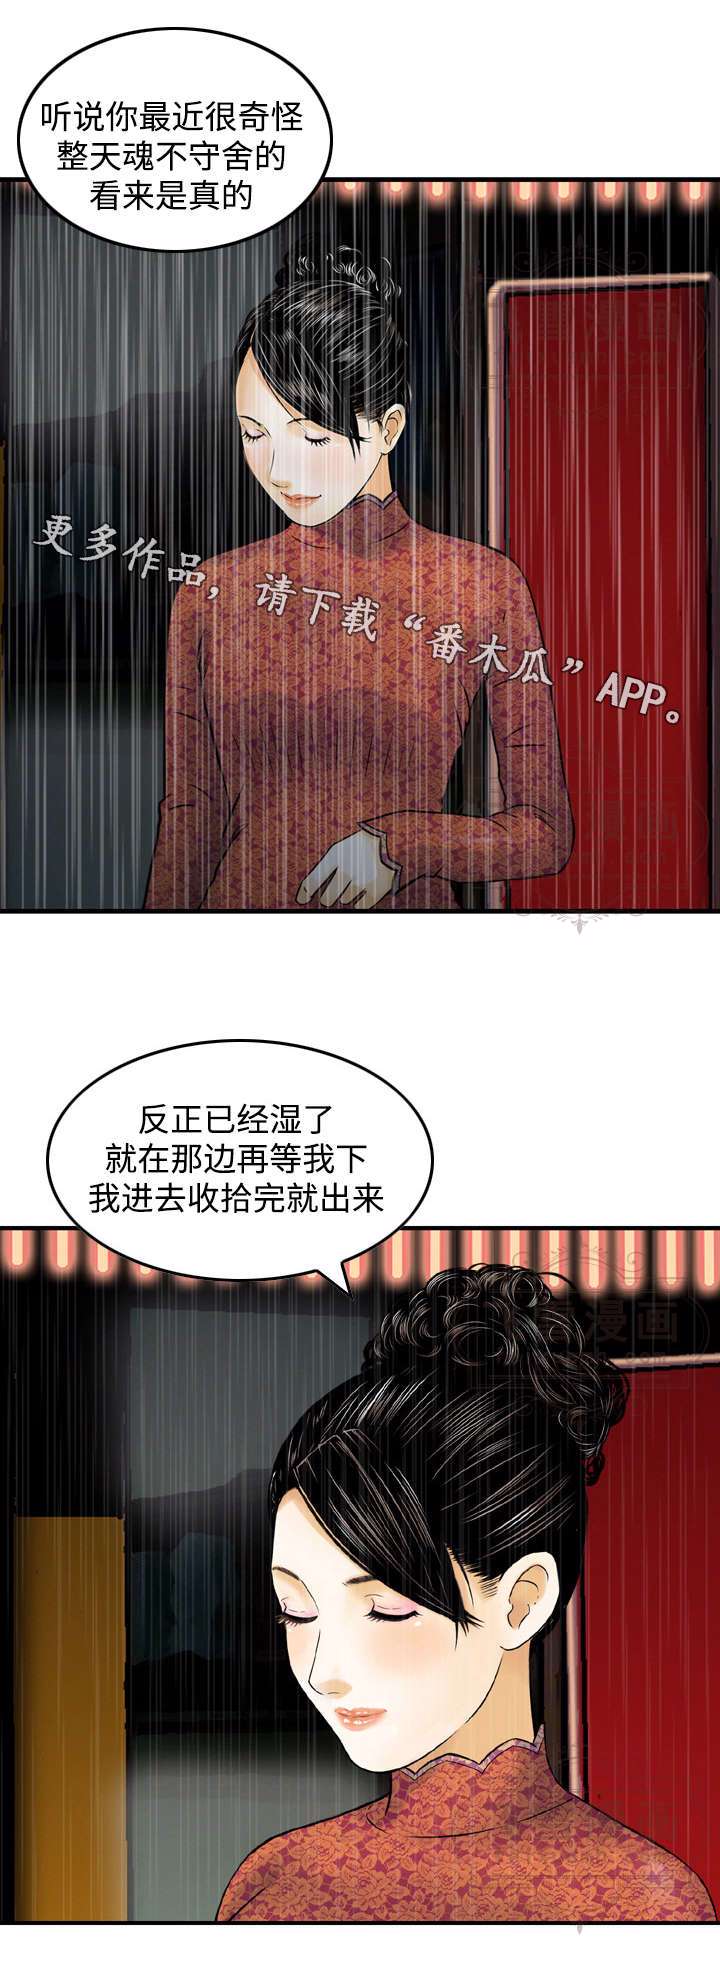 听说你最近很奇怪
整天魂不守舍的
看来是真的
更多作品，请下载“番木瓜”APP。
反正已经湿了
就在那边再等我下
我进去收拾完就出来